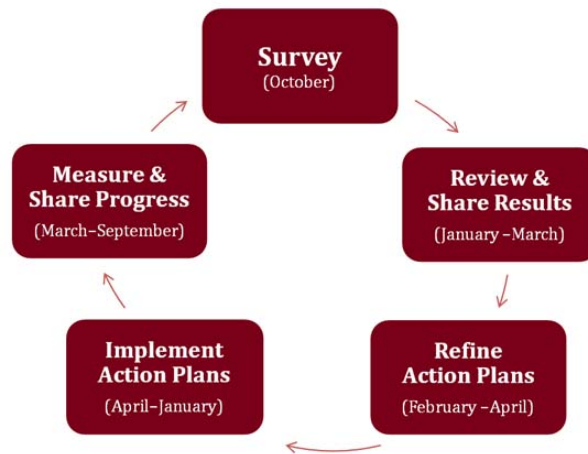 Survey
(October)
Review &
Share Results
(January –March)
Refine
Action Plans
(February –April)
Implement
Action Plans
(April–January)
Measure &
Share Progress
(March–September)